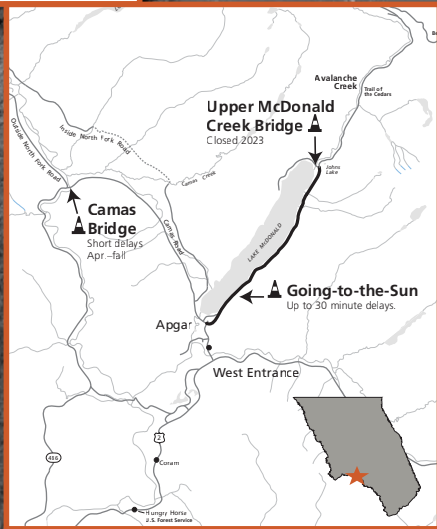 Avalanche
Creek
Trail of
the Cedars
Upper McDonald
Creek Bridge
Closed 2023
Johns
Lake
Outside North Fork Road
Inside North Fork Road
Camas Creek
Camas
Bridge
Short delays
Apr.–fall
Camas Road
LAKE McDONALD
Going-to-the-Sun
Up to 30 minute delays.
Apgar
West Entrance
2
486
Coram
Hungry Horse
U.S. Forest Service